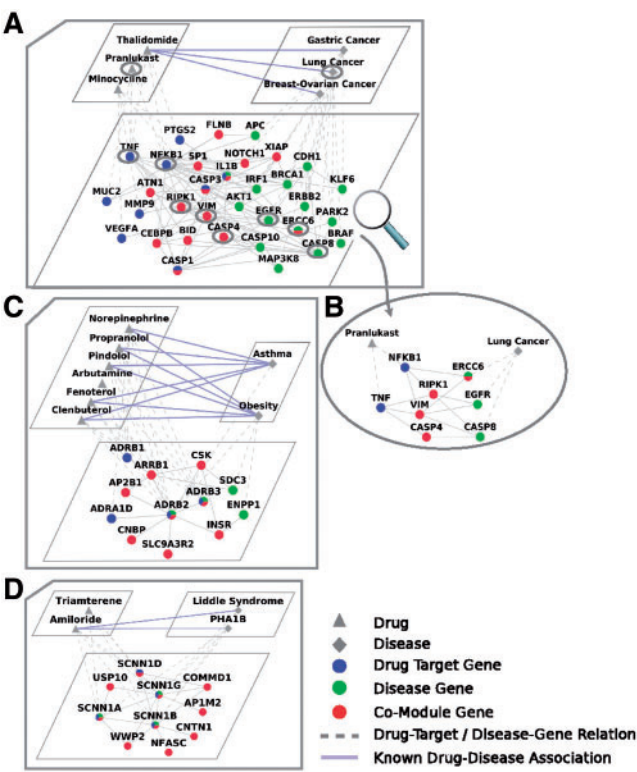 A
Thalidomide
Gastric Cancer
Pranlukast
Lung Cancer
Minocycline
Breast-Ovarian Cancer
FLNB
APC
PTGS2
TNF
NFKB1
SP1
NOTCH1
XIAP
IL1B
CDH1
CASP3
IRF1
BRCA1
KLF6
MUC2
ATN1
RIPK1
VIM
AKT1
ERBB2
MMP9
EGFR
ERCC6
PARK2
VEGFA
CEBPB
BID
CASP4
CASP10
CASP8
BRAF
CASP1
MAP3K8
C
Norepinephrine
Propranolol
Pindolol
Arbutamine
Fenoterol
Clenbuterol
Asthma
Obesity
ADRB1
ARRB1
CSK
AP2B1
ADRB3
SDC3
ADRA1D
ADRB2
ENPP1
CNBP
INSR
SLC9A3R2
B
Pranlukast
Lung Cancer
NFKB1
ERCC6
RIPK1
TNF
VIM
EGFR
CASP4
CASP8
D
Triamterene
Liddle Syndrome
Amiloride
PHA1B
SCNN1D
USP10
SCNN1G
COMMD1
SCNN1A
SCNN1B
AP1M2
CNTN1
WWP2
NFASC
Drug
Disease
Drug Target Gene
Disease Gene
Co-Module Gene
Drug-Target / Disease-Gene Relation
Known Drug-Disease Association